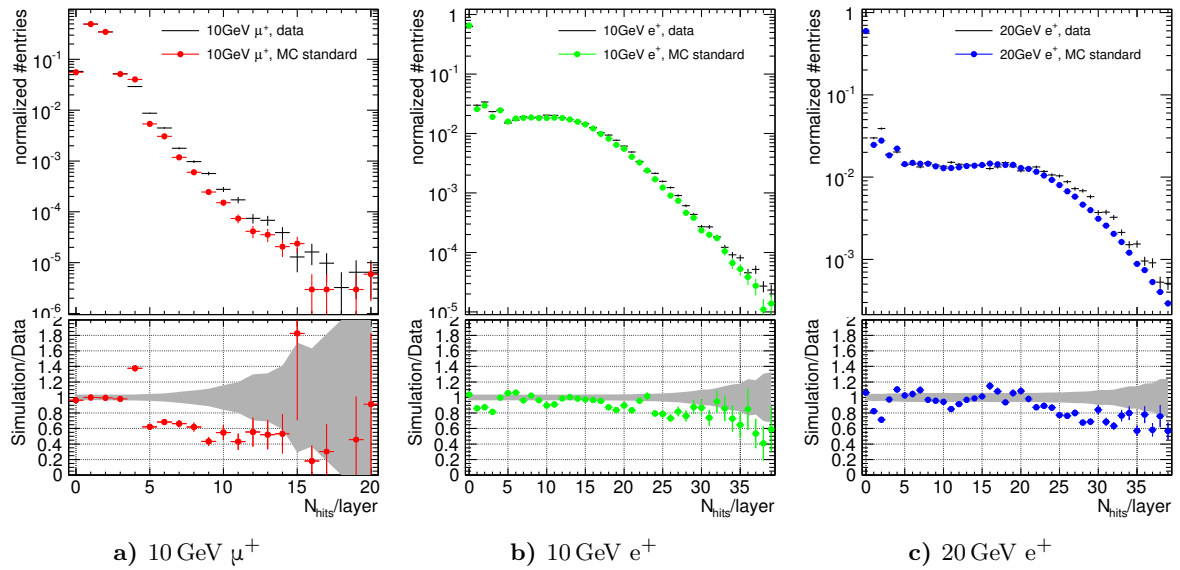 normalized #entries
10GeV μ⁺, data
10GeV μ⁺, MC standard
10⁻¹
10⁻²
10⁻³
10⁻⁴
10⁻⁵
10⁻⁶
Simulation/Data
2
1.8
1.6
1.4
1.2
1
0.8
0.6
0.4
0.2
0
0 5 10 15 20
N_hits/layer
a) 10 GeV μ⁺
normalized #entries
10GeV e⁺, data
10GeV e⁺, MC standard
1
10⁻¹
10⁻²
10⁻³
10⁻⁴
10⁻⁵
Simulation/Data
2
1.8
1.6
1.4
1.2
1
0.8
0.6
0.4
0.2
0
0 5 10 15 20 25 30 35
N_hits/layer
b) 10 GeV e⁺
normalized #entries
20GeV e⁺, data
20GeV e⁺, MC standard
1
10⁻¹
10⁻²
10⁻³
Simulation/Data
2
1.8
1.6
1.4
1.2
1
0.8
0.6
0.4
0.2
0
0 5 10 15 20 25 30 35
N_hits/layer
c) 20 GeV e⁺